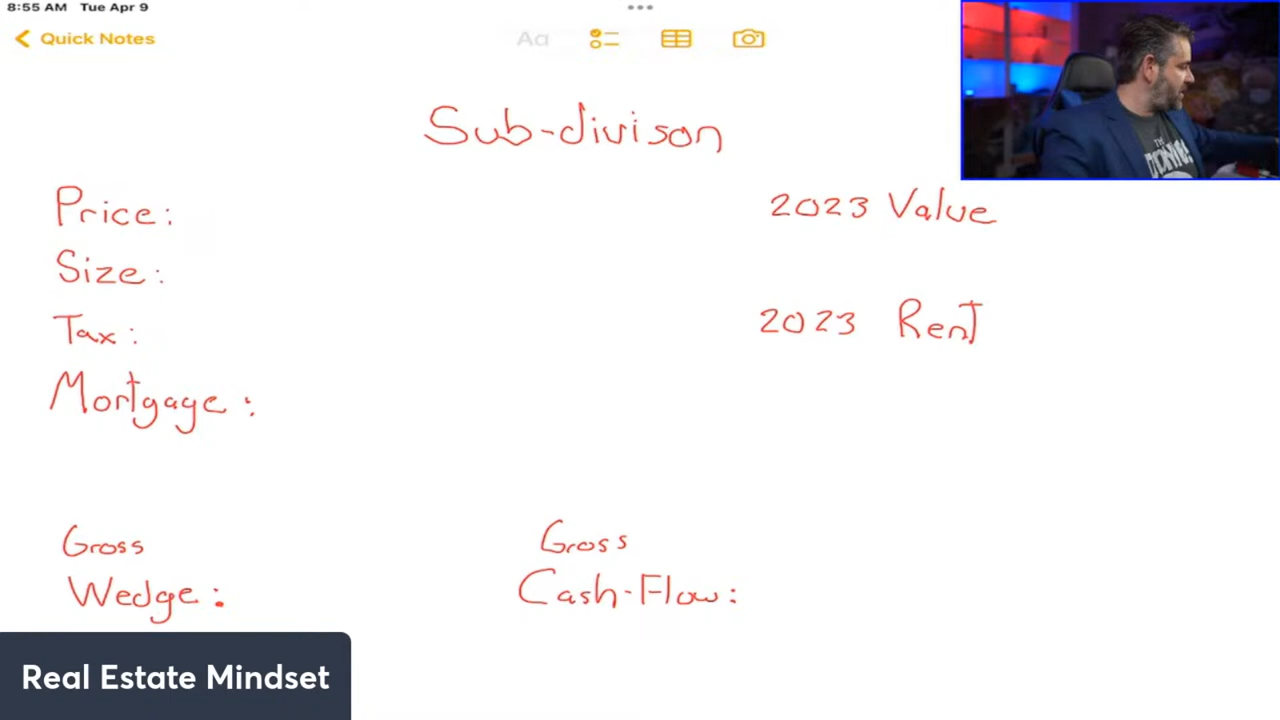 8:55 AM Tue Apr 9
Quick Notes
Aa
Sub-divison
Price:
2023 Value
Size:
2023 Rent
Tax:
Mortgage:
Gross
Wedge:
Gross
Cash-Flow:
THE
Real Estate Mindset